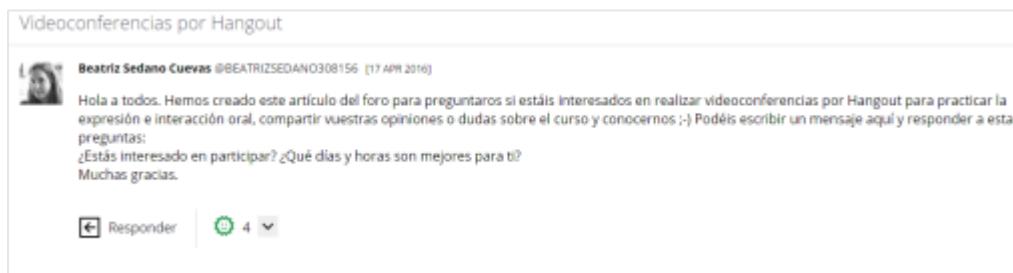 Videoconferencias por Hangout
Beatriz Sedano Cuevas @BEATRIZSEDANO308156 [17 APR 2016]
Hola a todos. Hemos creado este artículo del foro para preguntaros si estáis interesados en realizar videoconferencias por Hangout para practicar la
expresión e interacción oral, compartir vuestras opiniones o dudas sobre el curso y conocernos ;-) Podéis escribir un mensaje aquí y responder a esta
preguntas:
¿Estás interesado en participar? ¿Qué días y horas son mejores para ti?
Muchas gracias.
Responder 4